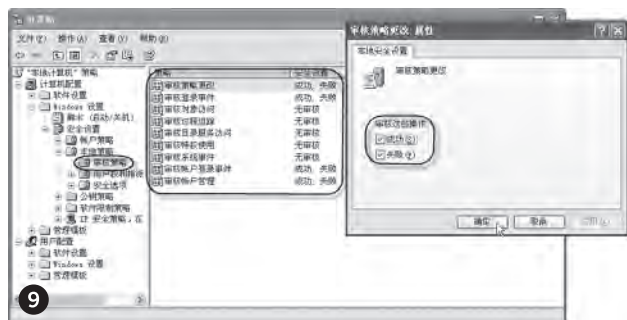 组策略
文件(F) 操作(A) 查看(V) 帮助(H)
"本地计算机" 策略
计算机配置
软件设置
Windows 设置
脚本 (启动/关机)
安全设置
帐户策略
本地策略
审核策略
用户权利指派
安全选项
公钥策略
软件限制策略
IP 安全策略，在
管理模板
用户配置
软件设置
Windows 设置
管理模板
策略 安全设置
审核策略更改 成功, 失败
审核登录事件 成功, 失败
审核对象访问 无审核
审核过程追踪 无审核
审核目录服务访问 无审核
审核特权使用 无审核
审核系统事件 无审核
审核帐户登录事件 成功, 失败
审核帐户管理 成功, 失败
审核策略更改 属性
本地安全设置
审核策略更改
审核这些操作
成功(S)
失败(F)
确定
取消
应用(A)
9